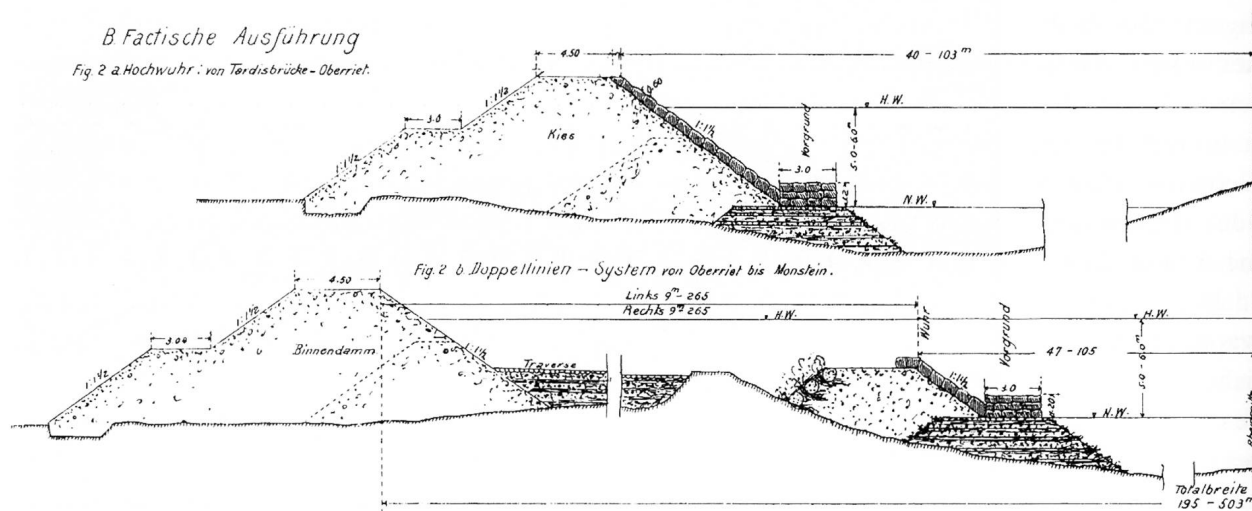 B. Factische Ausführung
Fig. 2 a. Hochwuhr: von Tardisbrücke-Oberriet.
4.50
40 - 103 m
1:1½
3.0
1:1½
0.60
Kies
1:1½
H.W.
Vorgrund
5.0-6.0 m
3.0
N.W.
Fig. 2 b. Doppellinien - System von Oberriet bis Monstein.
4.50
Links 9 m - 265
Rechts 9 m - 265
H.W.
H.W.
1:1½
3.00
Binnendamm
1:1½
1:1½
Traverse
Wuhr
Vorgrund
47 - 105
1:1½
3.0
5.0-6.0 m
N.W.
Totalbreite
195 - 503 m